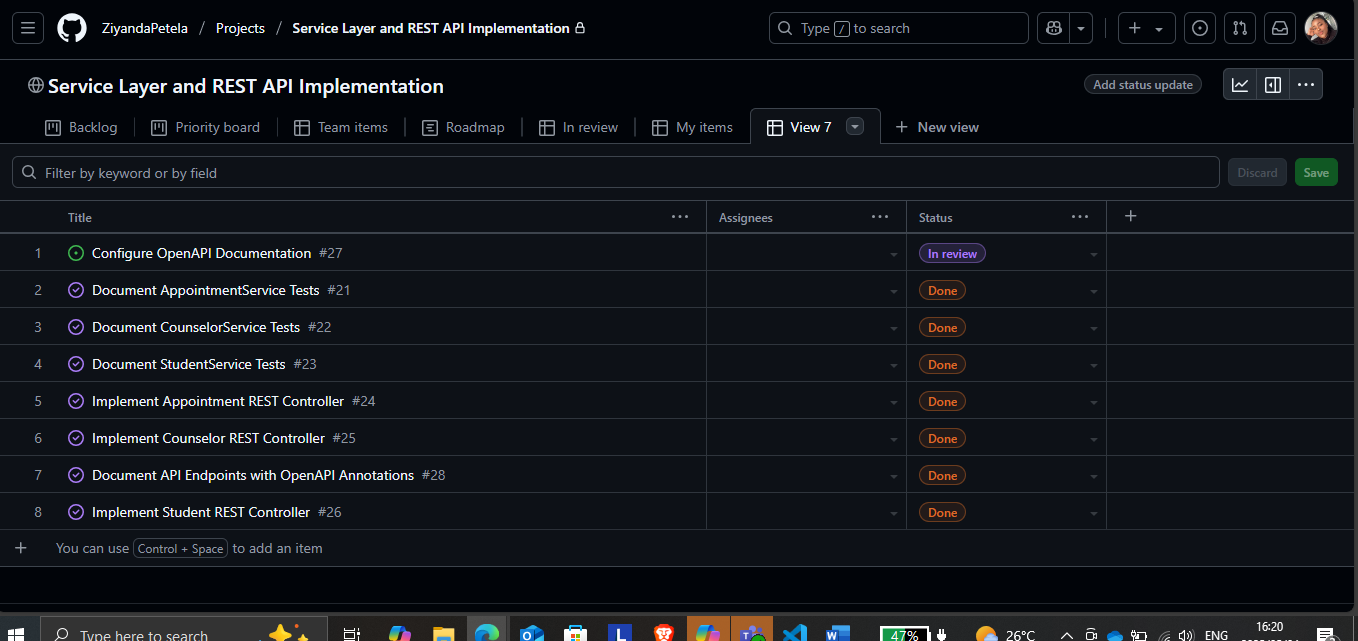 ZiyandaPetela / Projects / Service Layer and REST API Implementation
Type / to search
Service Layer and REST API Implementation
Add status update
Backlog
Priority board
Team items
Roadmap
In review
My items
View 7
New view
Filter by keyword or by field
Discard
Save
Title
Assignees
Status
1 Configure OpenAPI Documentation #27 In review
2 Document AppointmentService Tests #21 Done
3 Document CounselorService Tests #22 Done
4 Document StudentService Tests #23 Done
5 Implement Appointment REST Controller #24 Done
6 Implement Counselor REST Controller #25 Done
7 Document API Endpoints with OpenAPI Annotations #28 Done
8 Implement Student REST Controller #26 Done
You can use Control + Space to add an item
Type here to search
L
47%
26°C
ENG
16:20